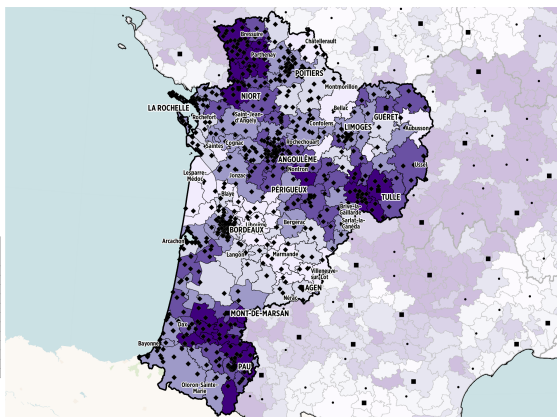 Bressuire
Châtellerault
Parthenay
POITIERS
Montmorillon
NIORT
LA ROCHELLE
Bellac
GUÉRET
Rochefort
Saint-Jean-
d'Angély
Confolens
LIMOGES
Aubusson
Saintes
Cognac
Rochechouart
ANGOULÊME
Ussel
Jonzac
Nontron
Lesparre-
Médoc
PÉRIGUEUX
TULLE
Blaye
Brive-la-
Gaillarde
Libourne
Bergerac
Sarlat-la-
Canéda
BORDEAUX
Arcachon
Langon
Marmande
Villeneuve-
sur-Lot
AGEN
Nérac
MONT-DE-MARSAN
Dax
Bayonne
PAU
Oloron-Sainte-
Marie